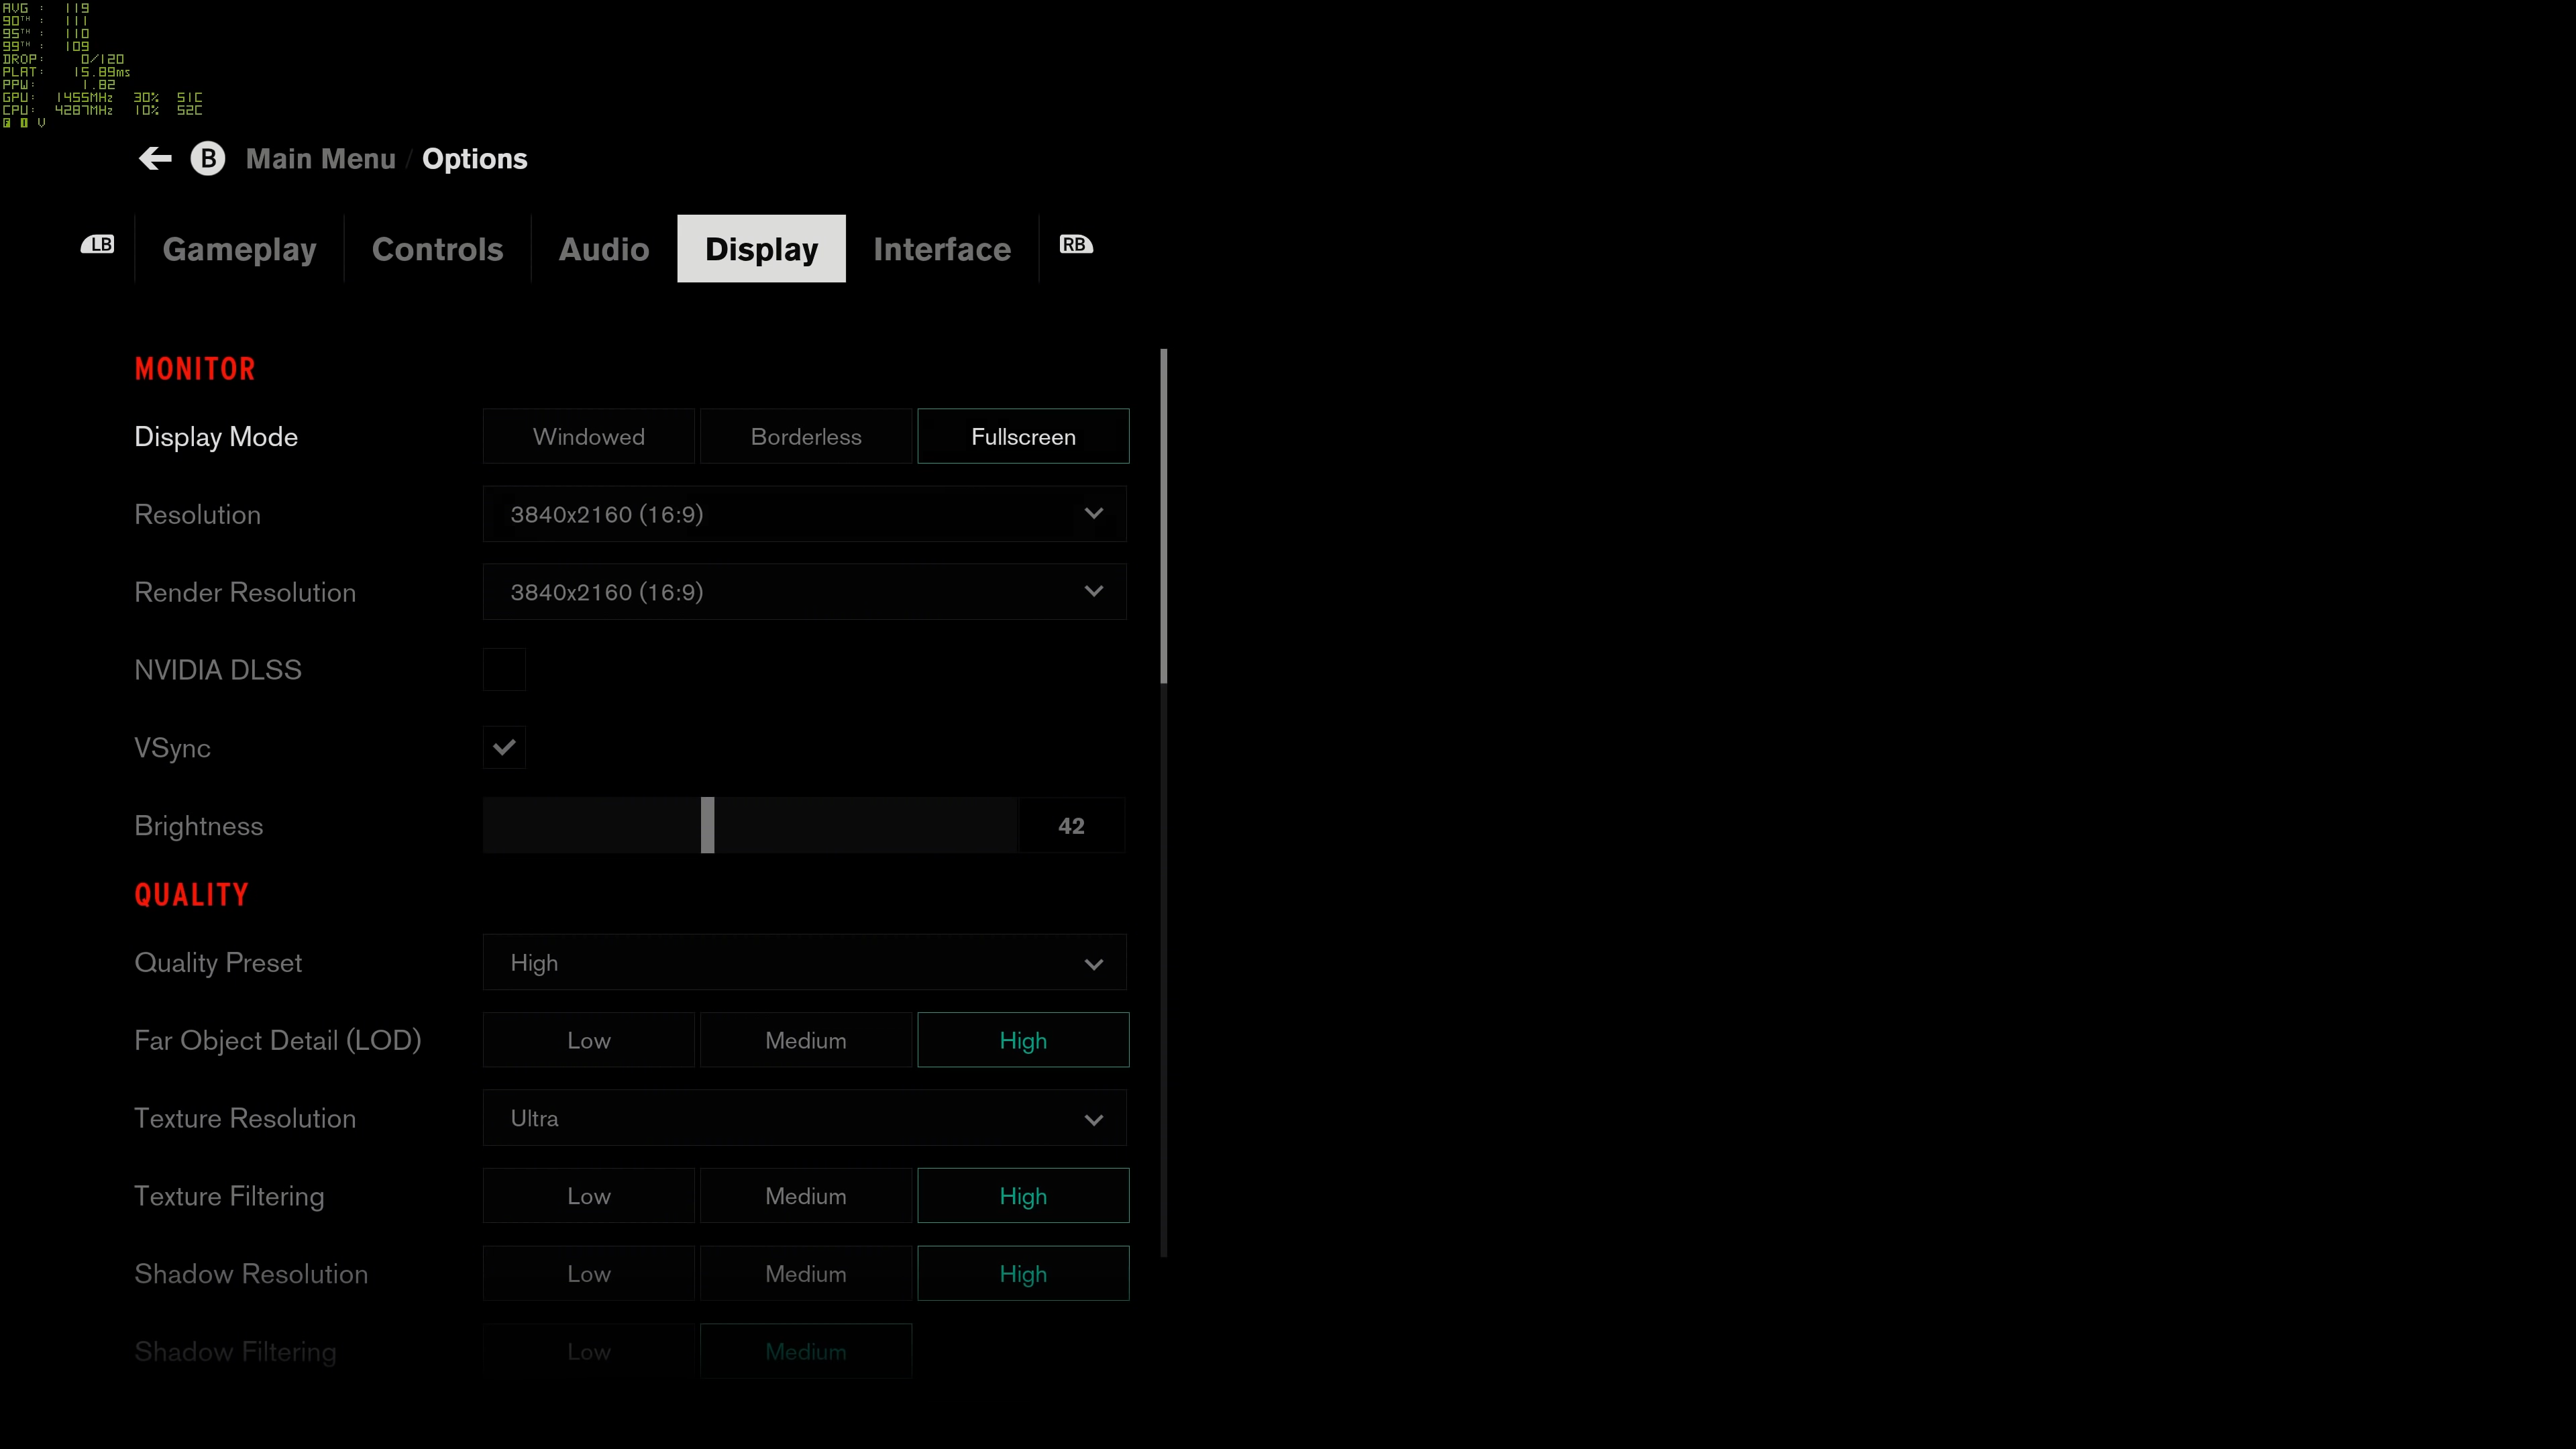 AVG : 119
90TH : 111
95TH : 110
99TH : 109
DROP: 0/120
PLAT: 15.89ms
PPW: 1.82
GPU: 1455MHz 30% 51C
CPU: 4287MHz 10% 52C
F I V
B Main Menu / Options
LB Gameplay Controls Audio Display Interface RB
MONITOR
Display Mode Windowed Borderless Fullscreen
Resolution 3840x2160 (16:9)
Render Resolution 3840x2160 (16:9)
NVIDIA DLSS
VSync
Brightness 42
QUALITY
Quality Preset High
Far Object Detail (LOD) Low Medium High
Texture Resolution Ultra
Texture Filtering Low Medium High
Shadow Resolution Low Medium High
Shadow Filtering Low Medium